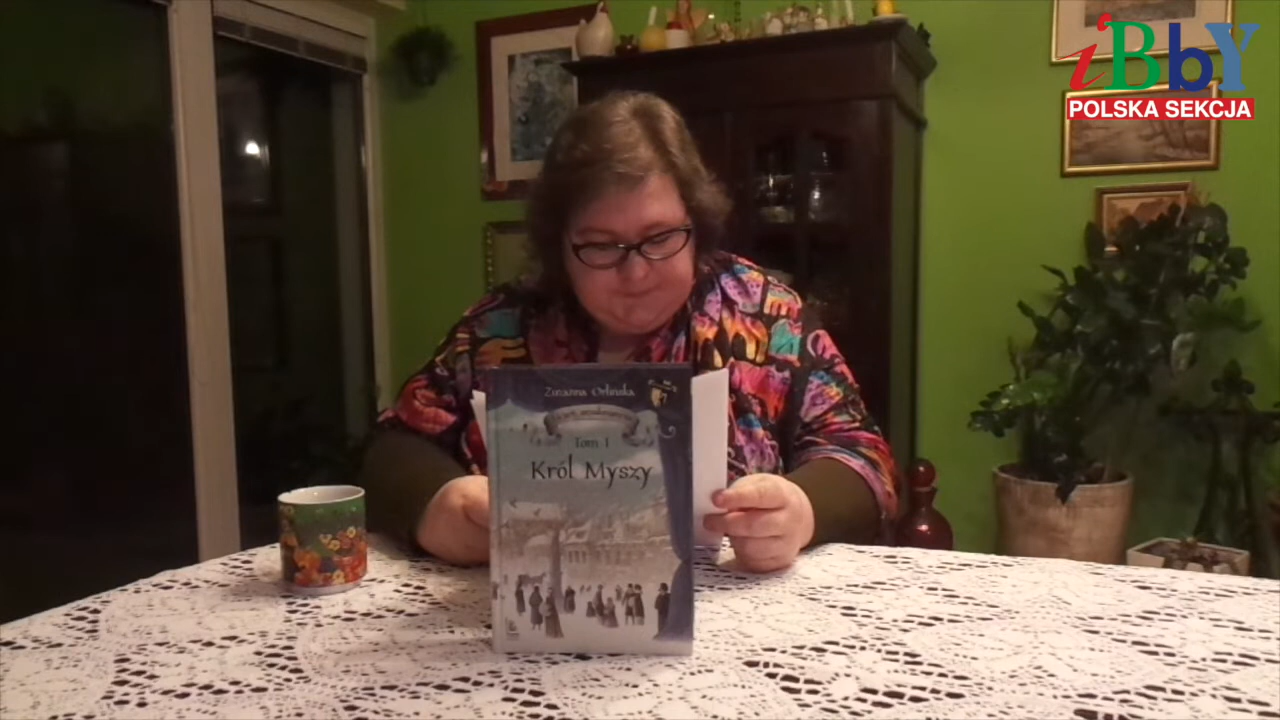 iBbY
POLSKA SEKCJA
Zuzanna Orlińska
Tom 1
Król Myszy